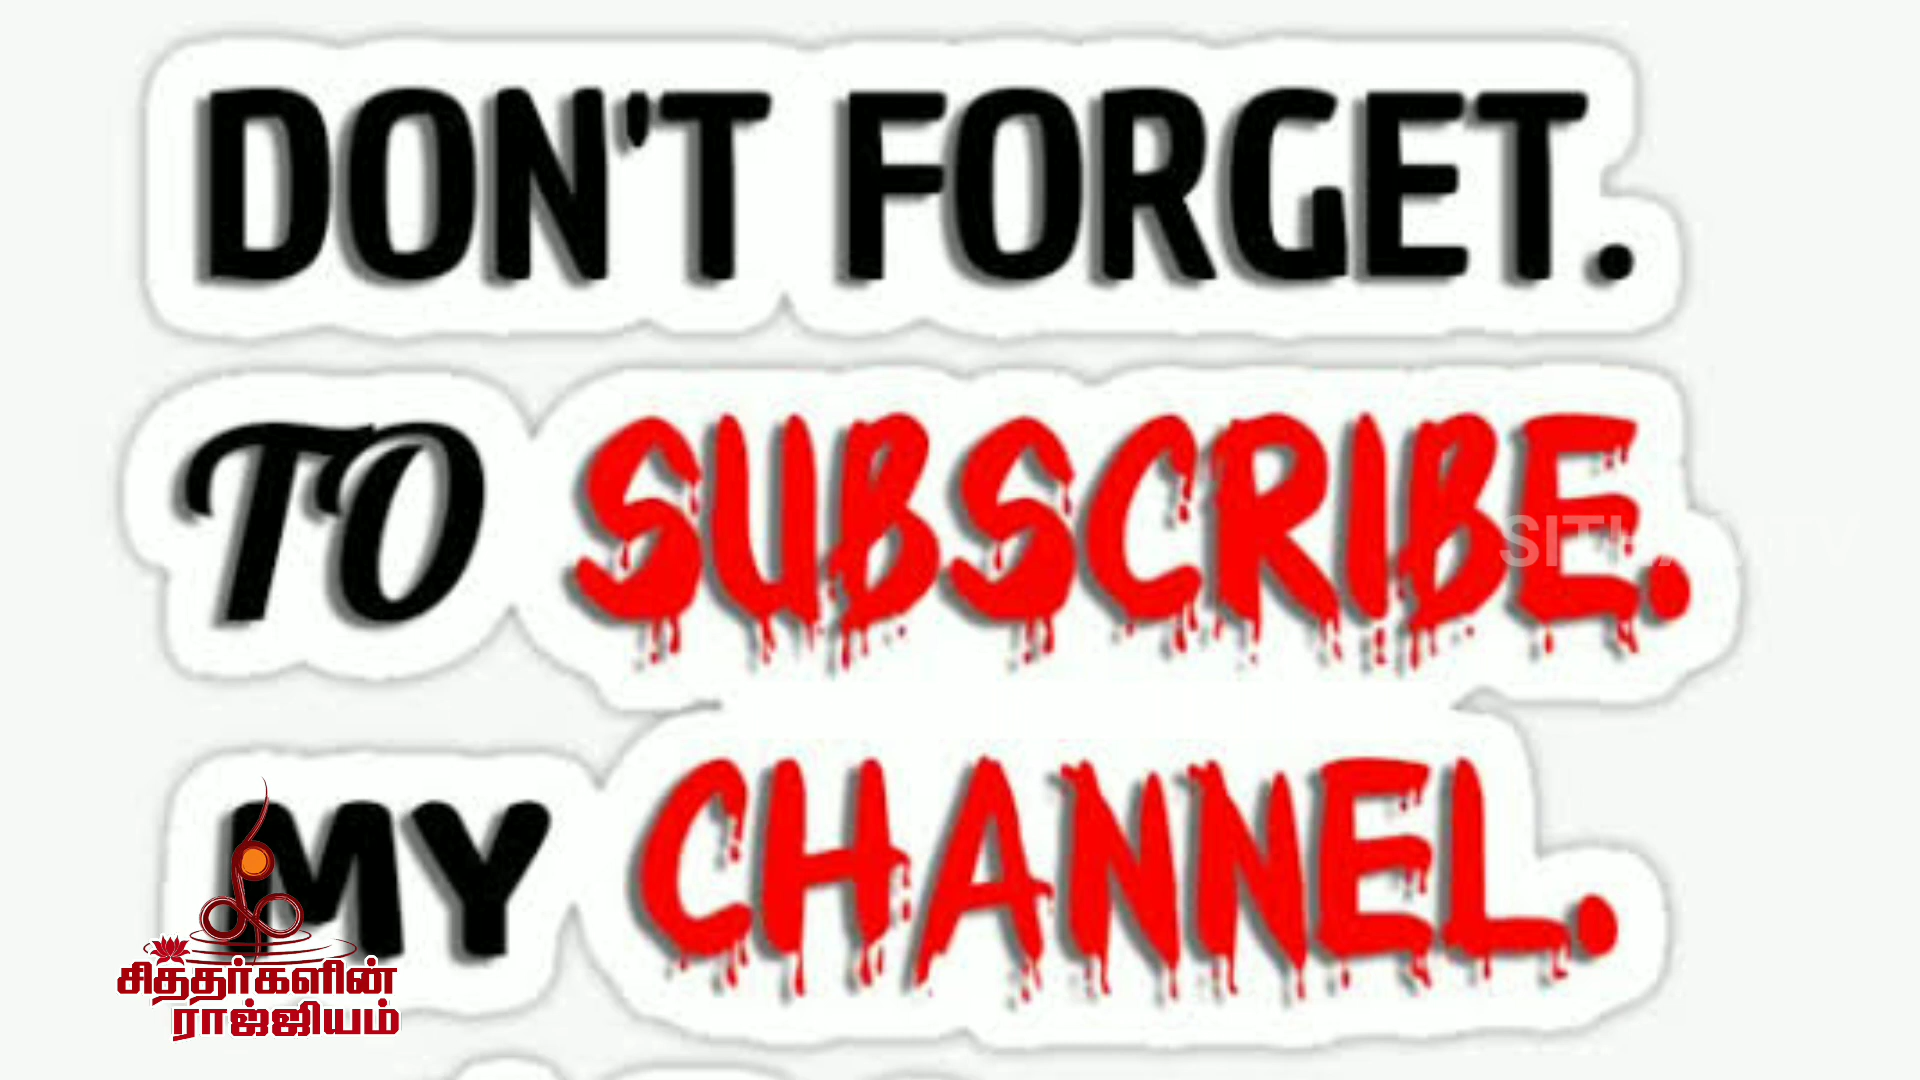 DON'T FORGET.
TO SUBSCRIBE.
MY CHANNEL.
சித்தர்களின்
ராஜ்ஜியம்